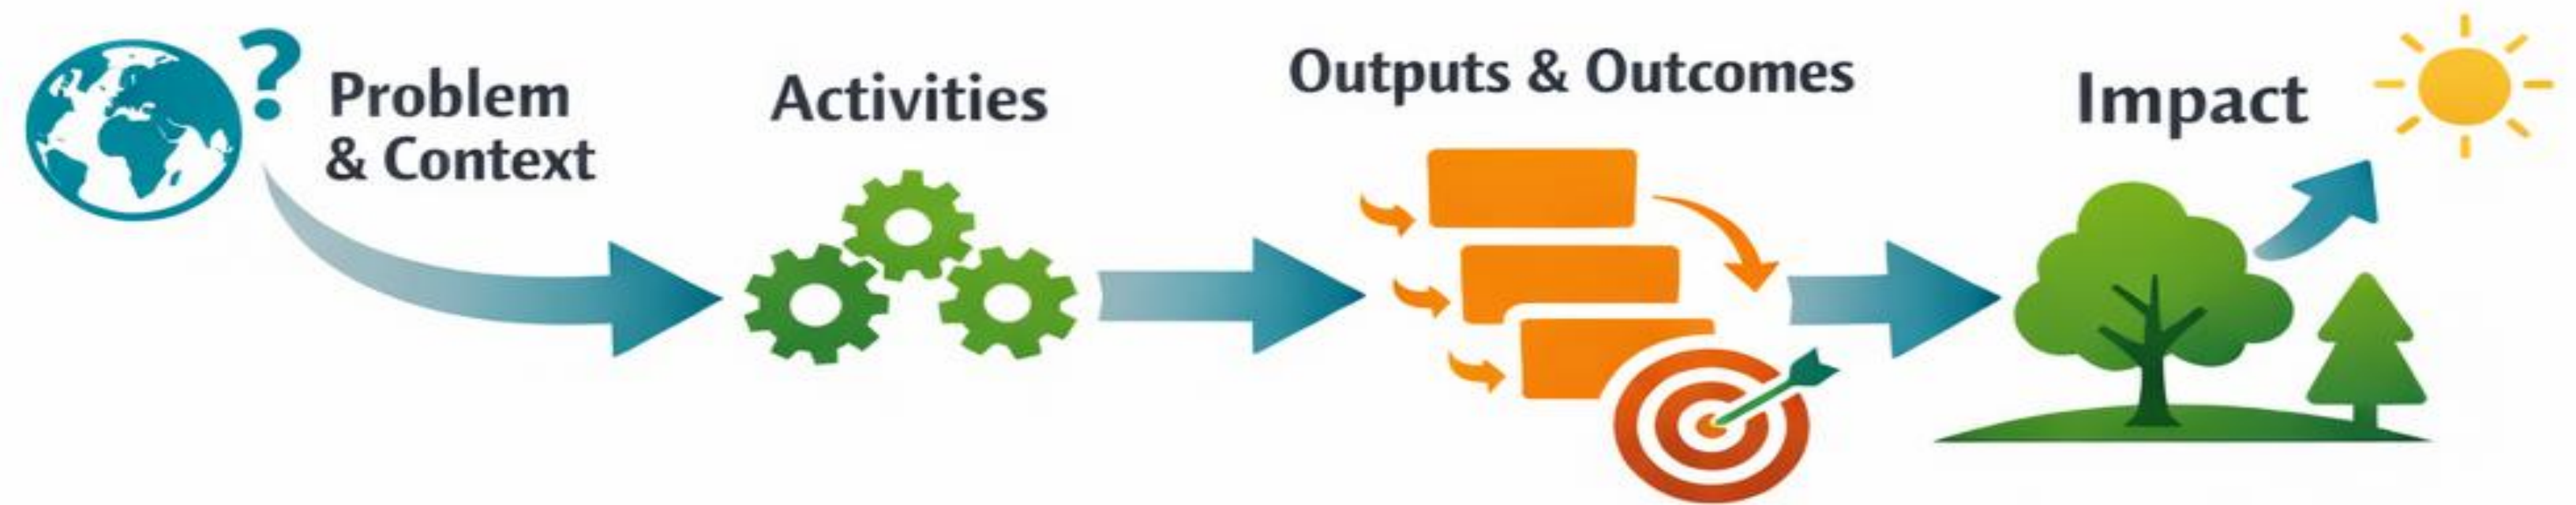 ?
Problem
& Context
Activities
Outputs & Outcomes
Impact